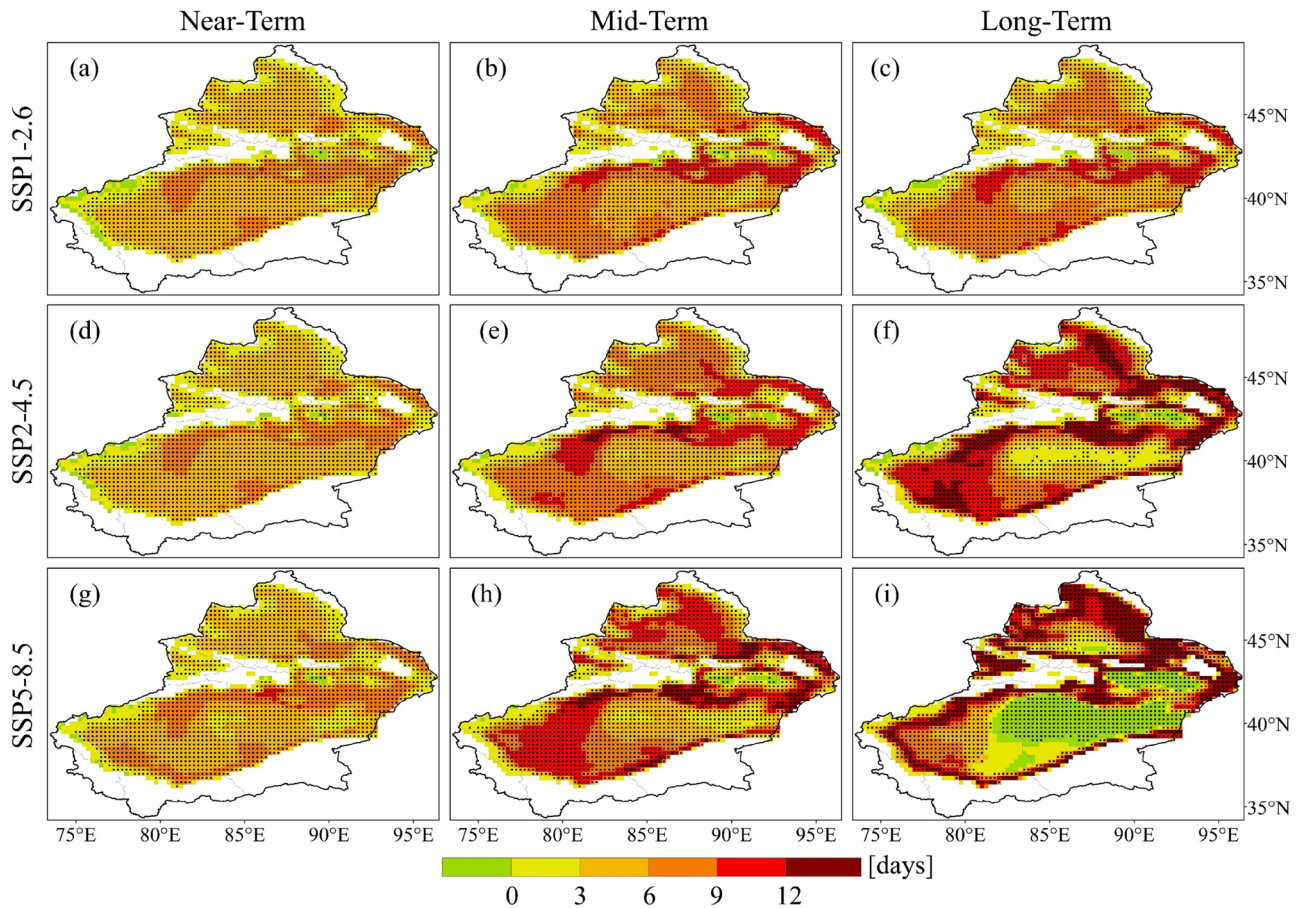 Near-Term Mid-Term Long-Term
SSP1-2.6
(a) (b) (c)
45°N
40°N
35°N
SSP2-4.5
(d) (e) (f)
45°N
40°N
35°N
SSP5-8.5
(g) (h) (i)
45°N
40°N
35°N
75°E 80°E 85°E 90°E 95°E 75°E 80°E 85°E 90°E 95°E 75°E 80°E 85°E 90°E 95°E
[days]
0 3 6 9 12